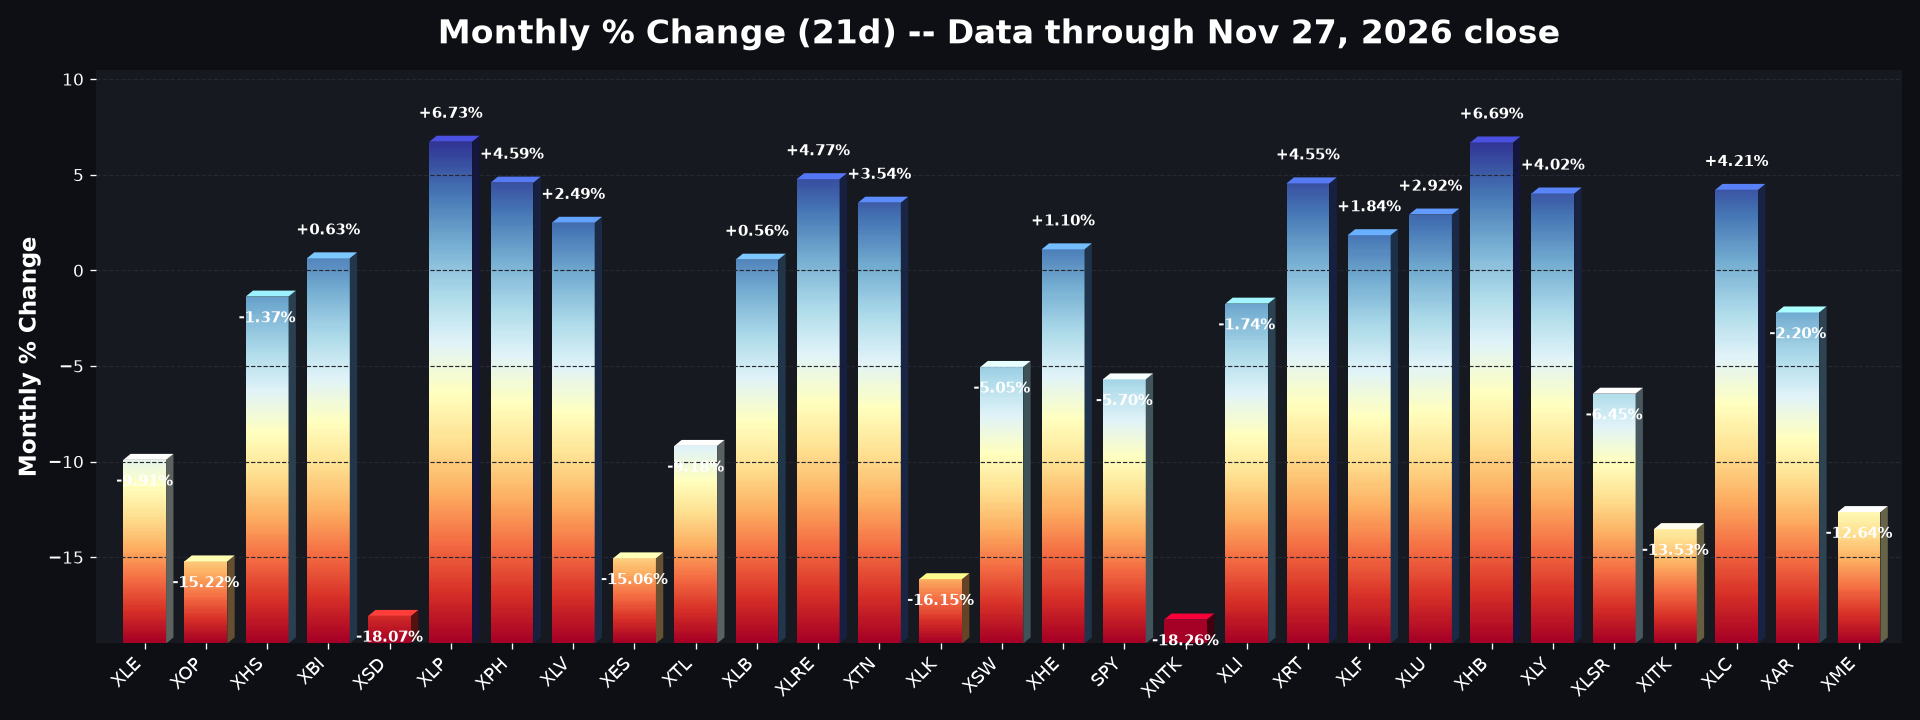 Monthly % Change (21d) -- Data through Nov 27, 2026 close
Monthly % Change
10
5
0
−5
−10
−15
-9.91%
-15.22%
-1.37%
+0.63%
-18.07%
+6.73%
+4.59%
+2.49%
-15.06%
-9.18%
+0.56%
+4.77%
+3.54%
-16.15%
-5.05%
+1.10%
-5.70%
-18.26%
-1.74%
+4.55%
+1.84%
+2.92%
+6.69%
+4.02%
-6.45%
-13.53%
+4.21%
-2.20%
-12.64%
XLE
XOP
XHS
XBI
XSD
XLP
XPH
XLV
XES
XTL
XLB
XLRE
XTN
XLK
XSW
XHE
SPY
XNTK
XLI
XRT
XLF
XLU
XHB
XLY
XLSR
XITK
XLC
XAR
XME